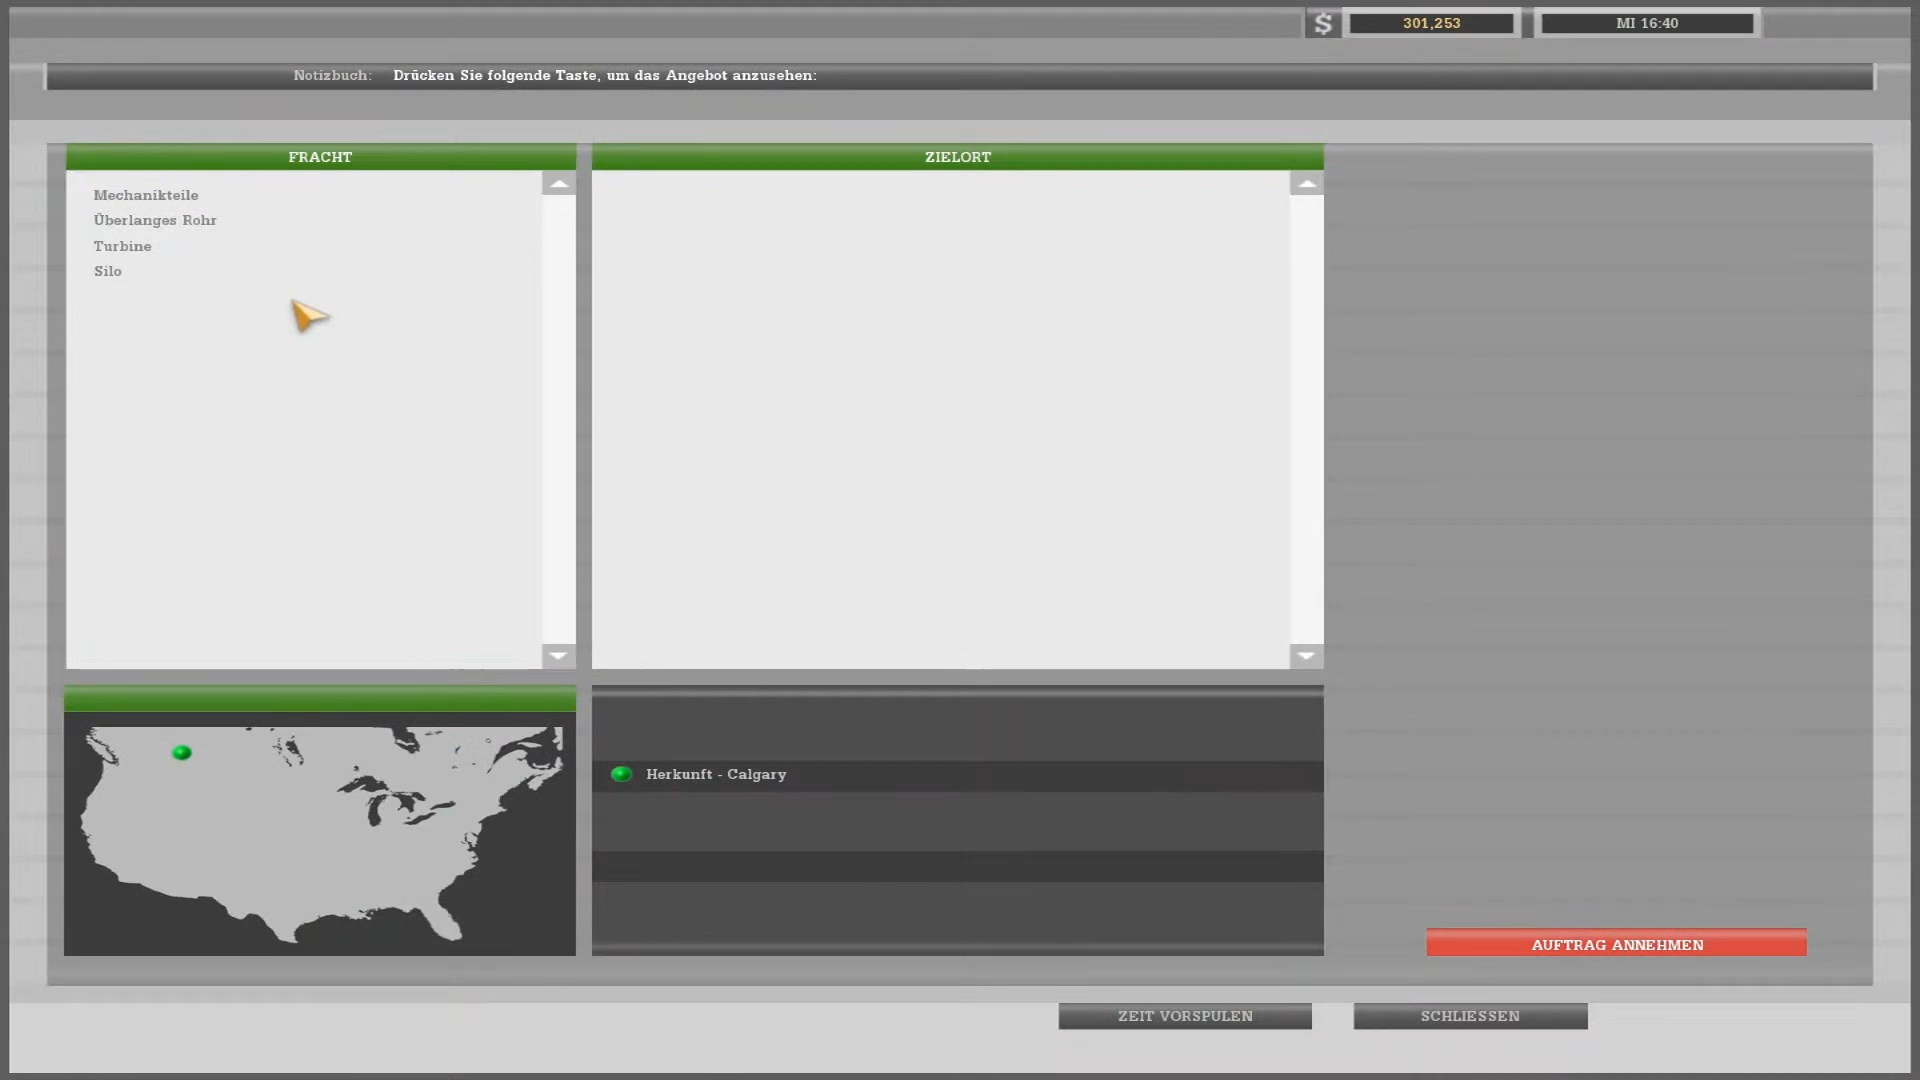 $ 301,253 MI 16:40
Notizbuch: Drücken Sie folgende Taste, um das Angebot anzusehen:
FRACHT
Mechanikteile
Überlanges Rohr
Turbine
Silo
ZIELORT
Herkunft - Calgary
AUFTRAG ANNEHMEN
ZEIT VORSPULEN
SCHLIESSEN